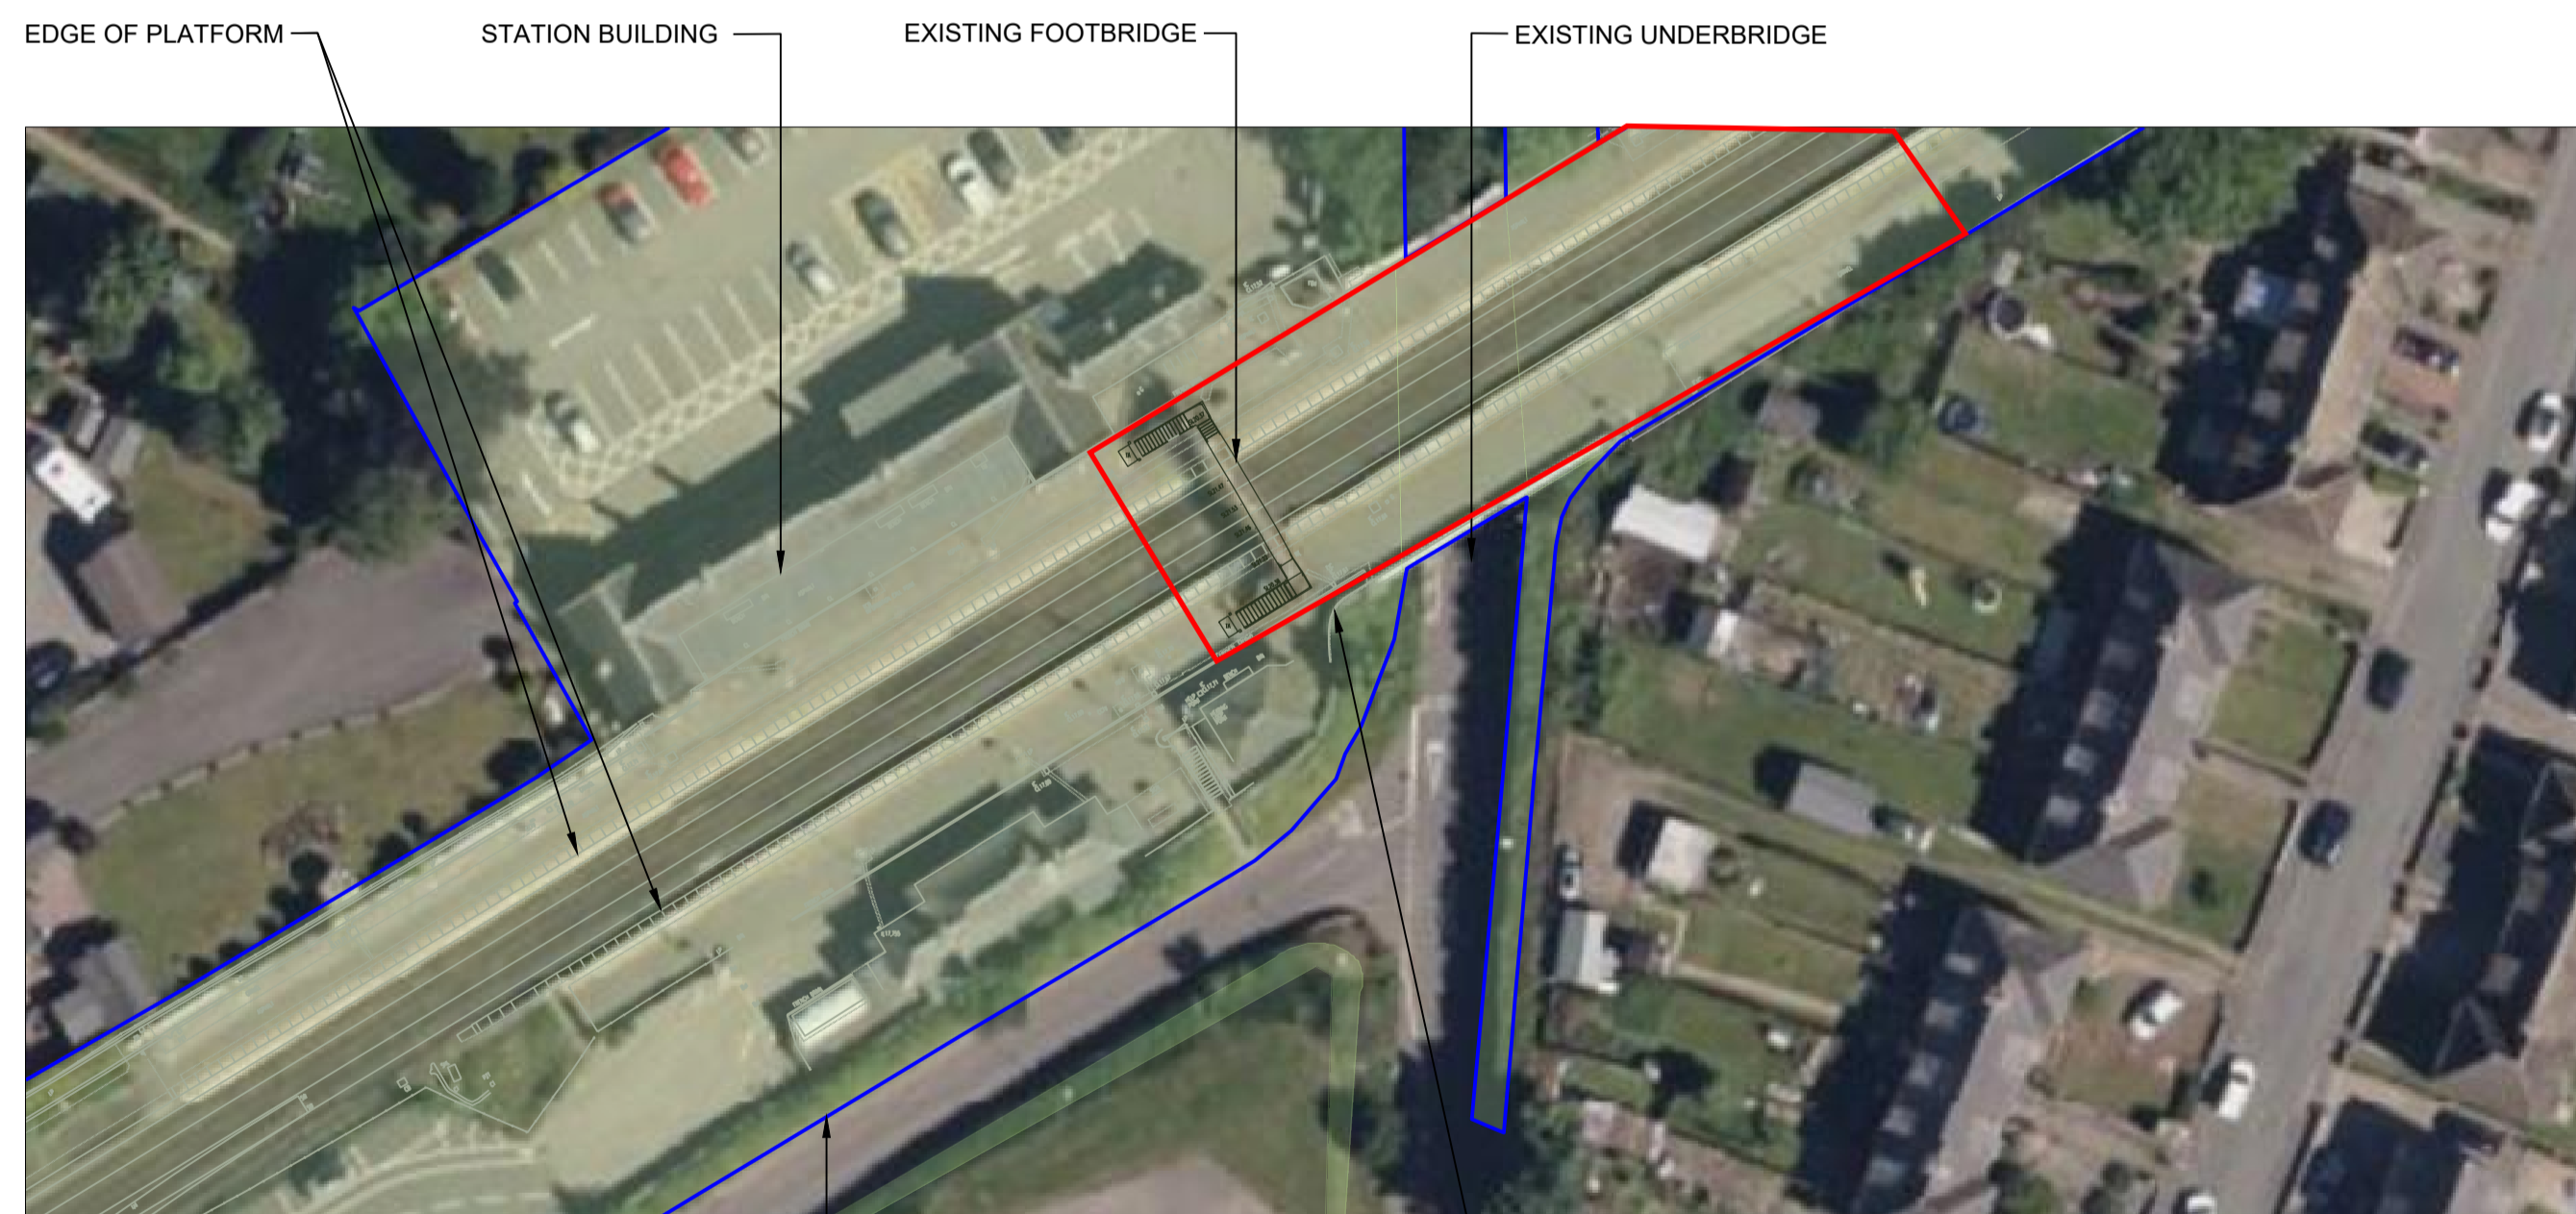 EDGE OF PLATFORM
STATION BUILDING
EXISTING FOOTBRIDGE
EXISTING UNDERBRIDGE